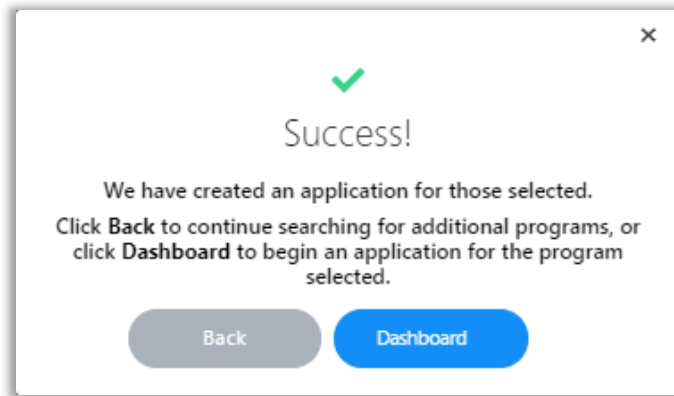 Success!
We have created an application for those selected.
Click Back to continue searching for additional programs, or
click Dashboard to begin an application for the program
selected.
Back
Dashboard